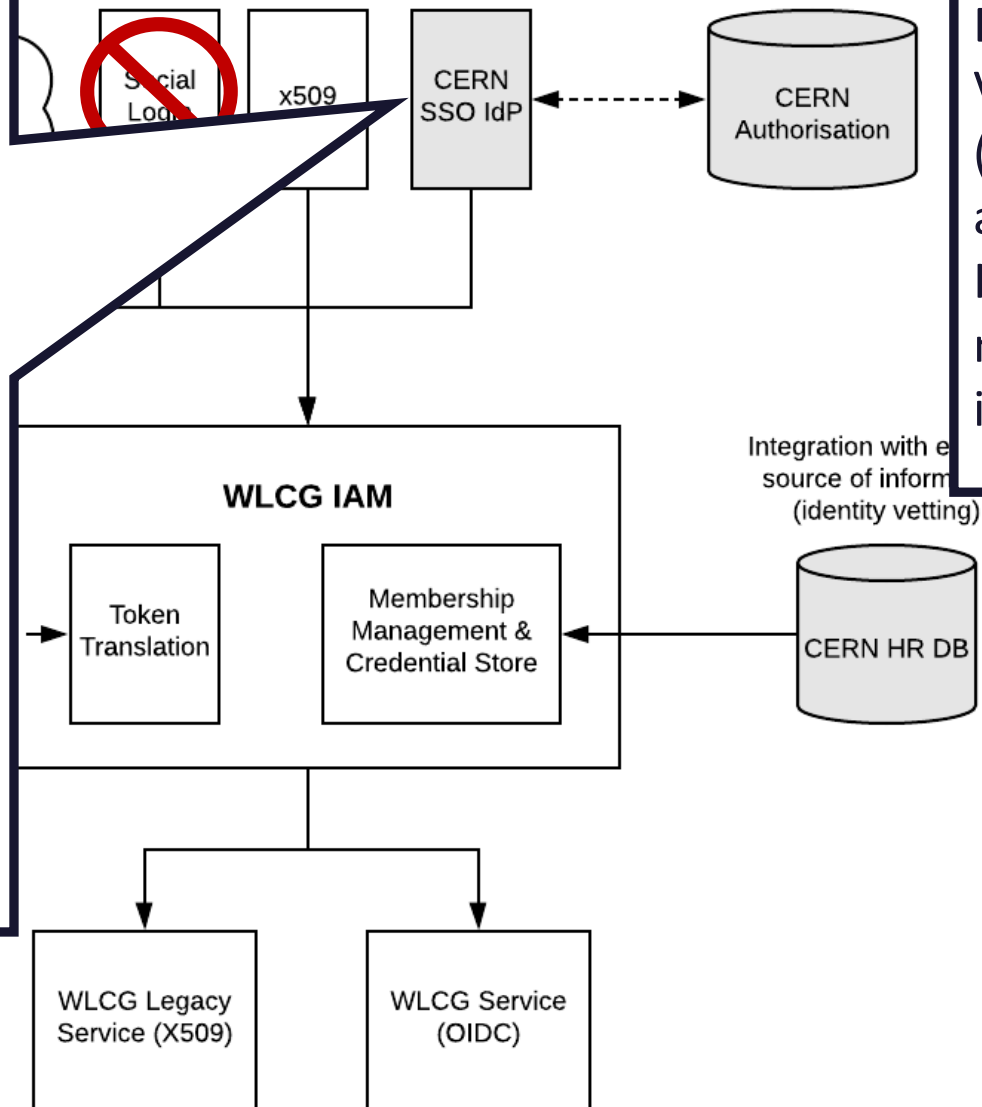 Social
Login
x509
CERN
SSO IdP
CERN
Authorisation
Integration with
source of
(identity vetting)
WLCG IAM
Token
Translation
Membership
Management &
Credential Store
CERN HR DB
WLCG Legacy
Service (X509)
WLCG Service
(OIDC)